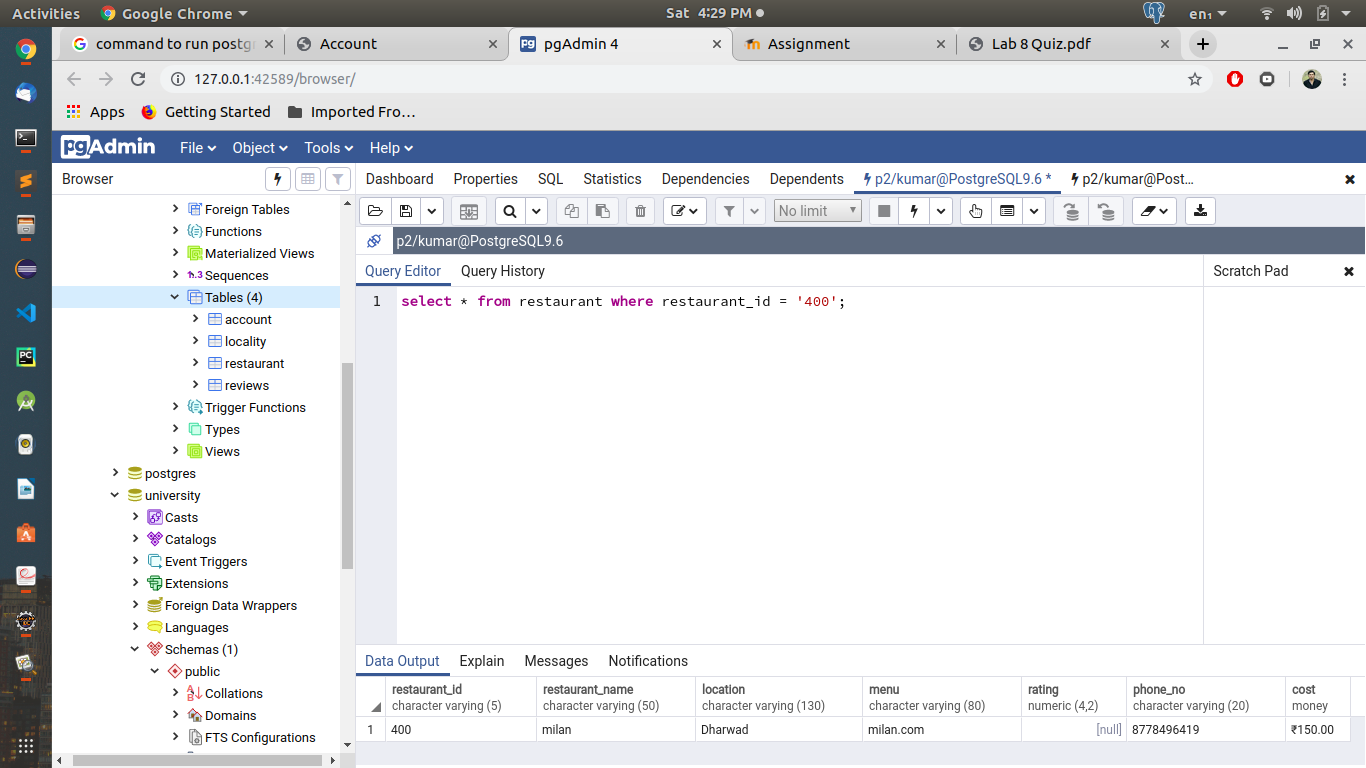 Activities Google Chrome Sat 4:29 PM en₁
command to run postgr Account pgAdmin 4 Assignment Lab 8 Quiz.pdf
127.0.0.1:42589/browser/
Apps Getting Started Imported Fro…
pgAdmin File Object Tools Help
Browser
Dashboard Properties SQL Statistics Dependencies Dependents p2/kumar@PostgreSQL9.6 * p2/kumar@Post…
No limit
p2/kumar@PostgreSQL9.6
Query Editor Query History Scratch Pad
1 select * from restaurant where restaurant_id = '400';
Foreign Tables
Functions
Materialized Views
1..3 Sequences
Tables (4)
account
locality
restaurant
reviews
Trigger Functions
Types
Views
postgres
university
Casts
Catalogs
Event Triggers
Extensions
Foreign Data Wrappers
Languages
Schemas (1)
public
Collations
Domains
FTS Configurations
Data Output Explain Messages Notifications
restaurant_id restaurant_name location menu rating phone_no cost
character varying (5) character varying (50) character varying (130) character varying (80) numeric (4,2) character varying (20) money
1 400 milan Dharwad milan.com [null] 8778496419 ₹150.00